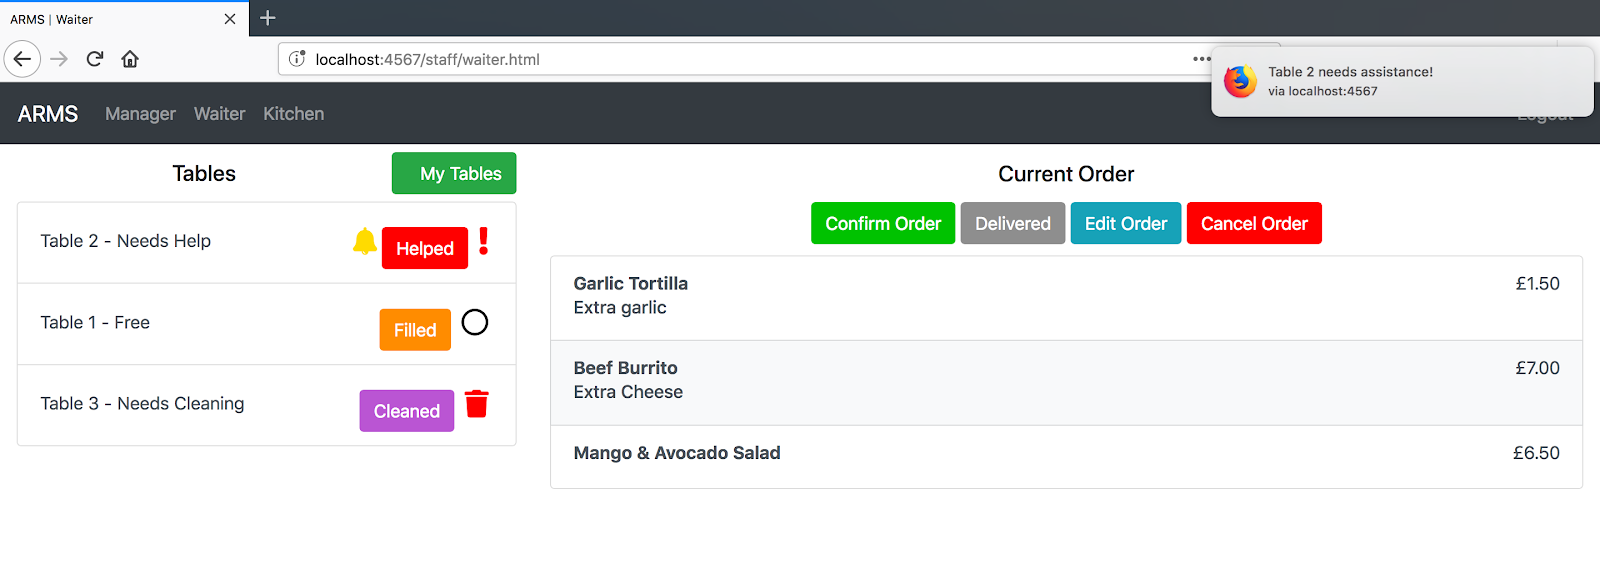 ARMS | Waiter
localhost:4567/staff/waiter.html
Table 2 needs assistance!
via localhost:4567
ARMS Manager Waiter Kitchen Logout
Tables My Tables
Table 2 - Needs Help Helped
Table 1 - Free Filled
Table 3 - Needs Cleaning Cleaned
Current Order
Confirm Order Delivered Edit Order Cancel Order
Garlic Tortilla £1.50
Extra garlic
Beef Burrito £7.00
Extra Cheese
Mango & Avocado Salad £6.50